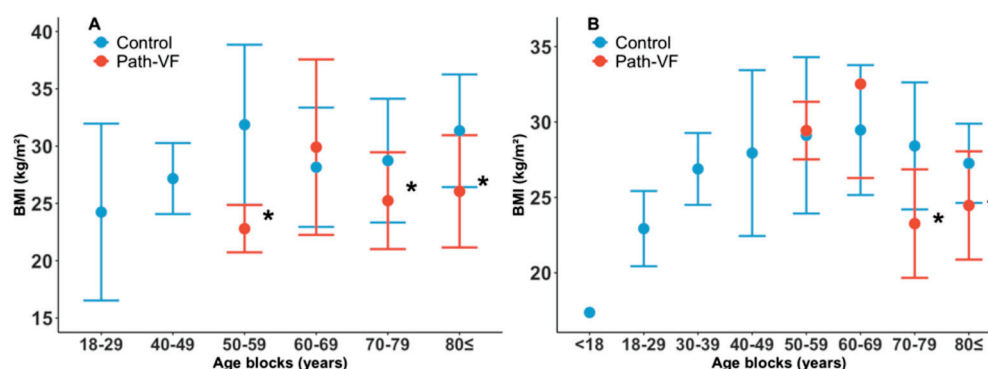 A
Control
Path-VF
BMI (kg/m²)
40
35
30
25
20
15
*
*
*
18-29 40-49 50-59 60-69 70-79 80≤
Age blocks (years)
B
Control
Path-VF
BMI (kg/m²)
35
30
25
20
*
<18 18-29 30-39 40-49 50-59 60-69 70-79 80≤
Age blocks (years)